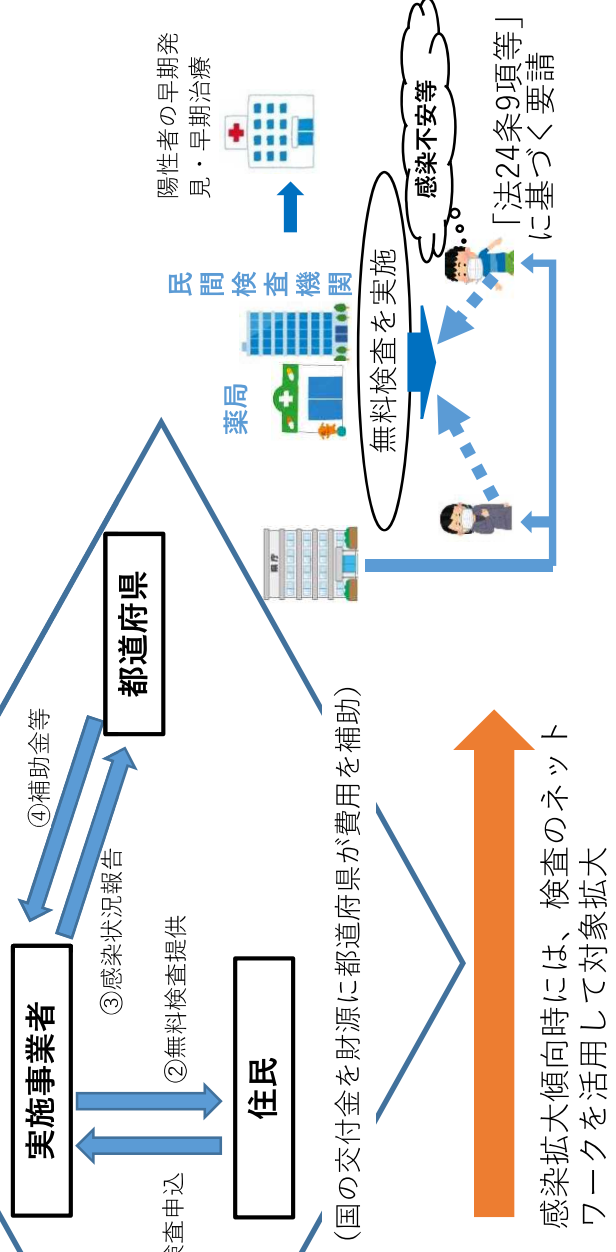 実施事業者
④補助金等
③感染状況報告
都道府県
②無料検査提供
検査申込
住民
(国の交付金を財源に都道府県が費用を補助)
感染拡大傾向時には、検査のネット
ワークを活用して対象拡大
陽性者の早期発
見・早期治療
民間検査機関
薬局
県庁
無料検査を実施
感染不安等
「法24条9項等」
に基づく要請